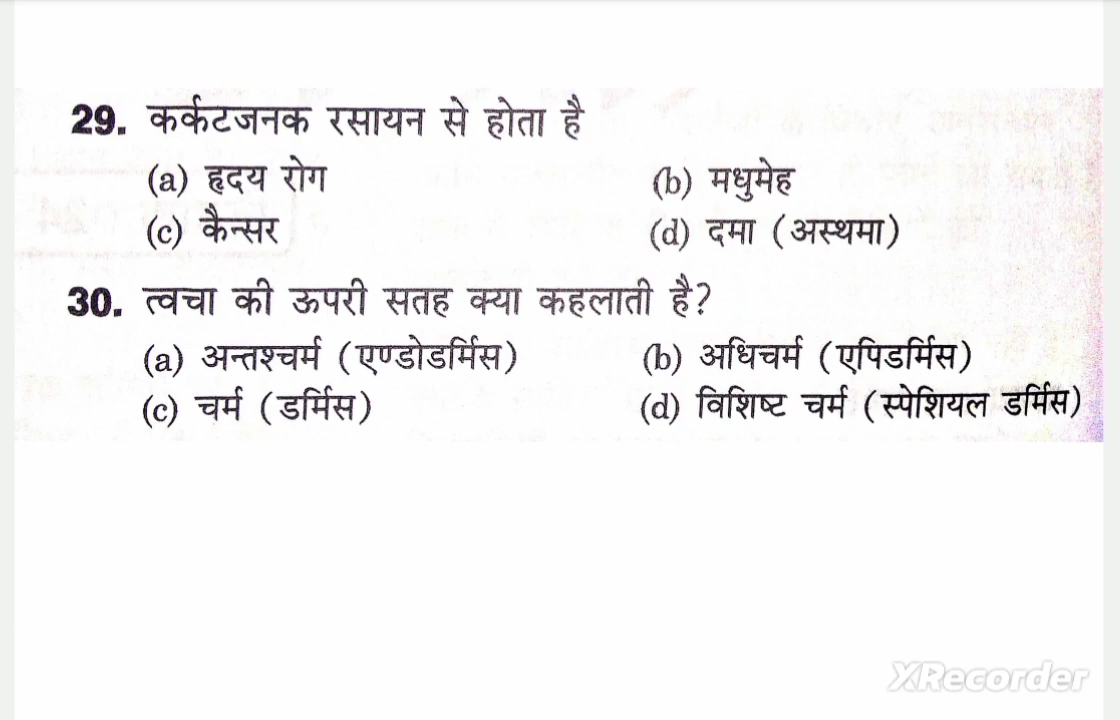 29. कर्कटजनक रसायन से होता है
(a) हृदय रोग (b) मधुमेह
(c) कैन्सर (d) दमा (अस्थमा)
30. त्वचा की ऊपरी सतह क्या कहलाती है?
(a) अन्तश्चर्म (एण्डोडर्मिस) (b) अधिचर्म (एपिडर्मिस)
(c) चर्म (डर्मिस) (d) विशिष्ट चर्म (स्पेशियल डर्मिस)
XRecorder